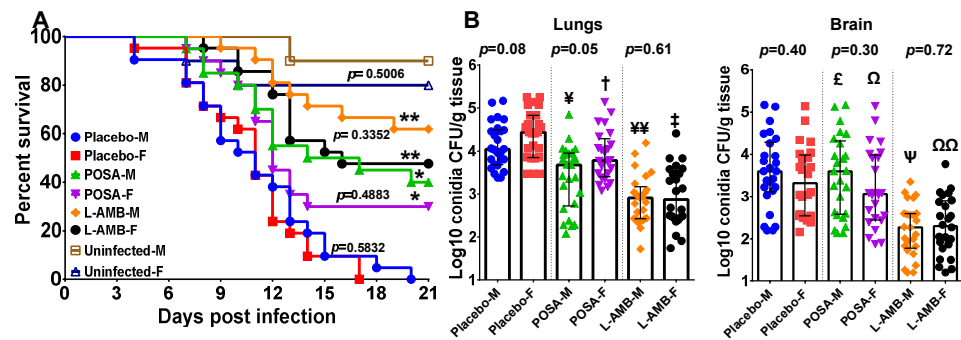 A
Percent survival
100
80
60
40
20
0
p= 0.5006
**
p= 0.3352
**
*
p=0.4883
*
p=0.5832
Placebo-M
Placebo-F
POSA-M
POSA-F
L-AMB-M
L-AMB-F
Uninfected-M
Uninfected-F
0 3 6 9 12 15 18 21
Days post infection
B
Lungs
p=0.08 p=0.05 p=0.61
Log10 conidia CFU/g tissue
6
5
4
3
2
1
¥ † ¥¥ ‡
Placebo-M Placebo-F POSA-M POSA-F L-AMB-M L-AMB-F
Brain
p=0.40 p=0.30 p=0.72
Log10 conidia CFU/g tissue
6
5
4
3
2
1
£ Ω Ψ ΩΩ
Placebo-M Placebo-F POSA-M POSA-F L-AMB-M L-AMB-F